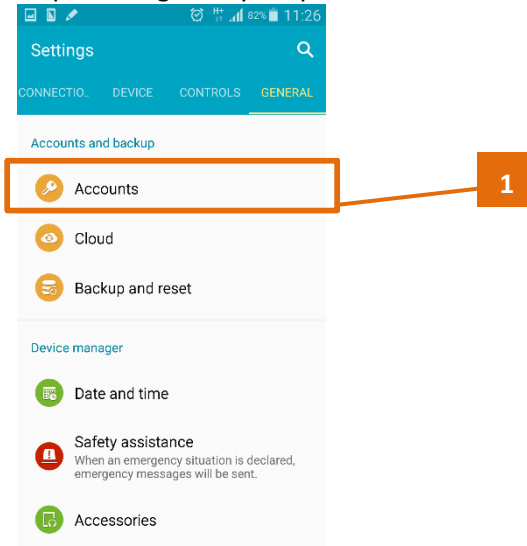 82% 11:26
Settings
CONNECTIO.. DEVICE CONTROLS GENERAL
Accounts and backup
Accounts
1
Cloud
Backup and reset
Device manager
Date and time
Safety assistance
When an emergency situation is declared,
emergency messages will be sent.
Accessories